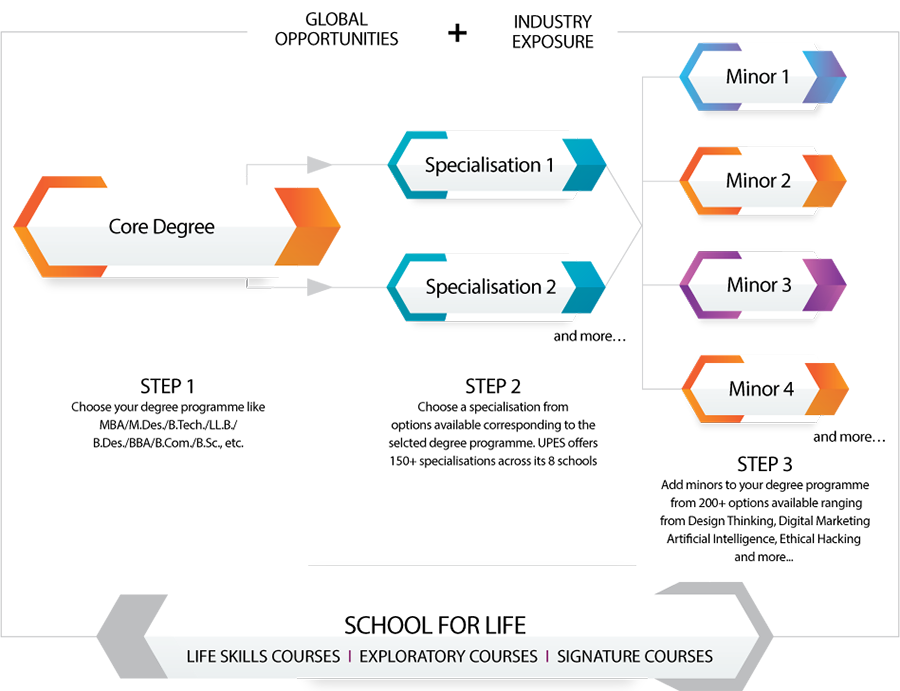 GLOBAL
OPPORTUNITIES
+
INDUSTRY
EXPOSURE
Core Degree
Specialisation 1
Specialisation 2
and more…
Minor 1
Minor 2
Minor 3
Minor 4
and more…
STEP 1
Choose your degree programme like
MBA/M.Des./B.Tech./LL.B./
B.Des./BBA/B.Com./B.Sc., etc.
STEP 2
Choose a specialisation from
options available corresponding to the
selcted degree programme. UPES offers
150+ specialisations across its 8 schools
STEP 3
Add minors to your degree programme
from 200+ options available ranging
from Design Thinking, Digital Marketing
Artificial Intelligence, Ethical Hacking
and more...
SCHOOL FOR LIFE
LIFE SKILLS COURSES | EXPLORATORY COURSES | SIGNATURE COURSES